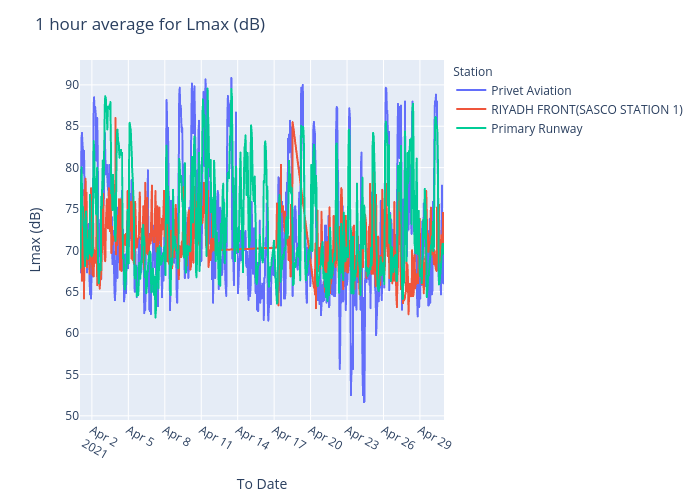 1 hour average for Lmax (dB)
Station
Privet Aviation
RIYADH FRONT(SASCO STATION 1)
Primary Runway
Lmax (dB)
90
85
80
75
70
65
60
55
50
Apr 2
2021
Apr 5
Apr 8
Apr 11
Apr 14
Apr 17
Apr 20
Apr 23
Apr 26
Apr 29
To Date